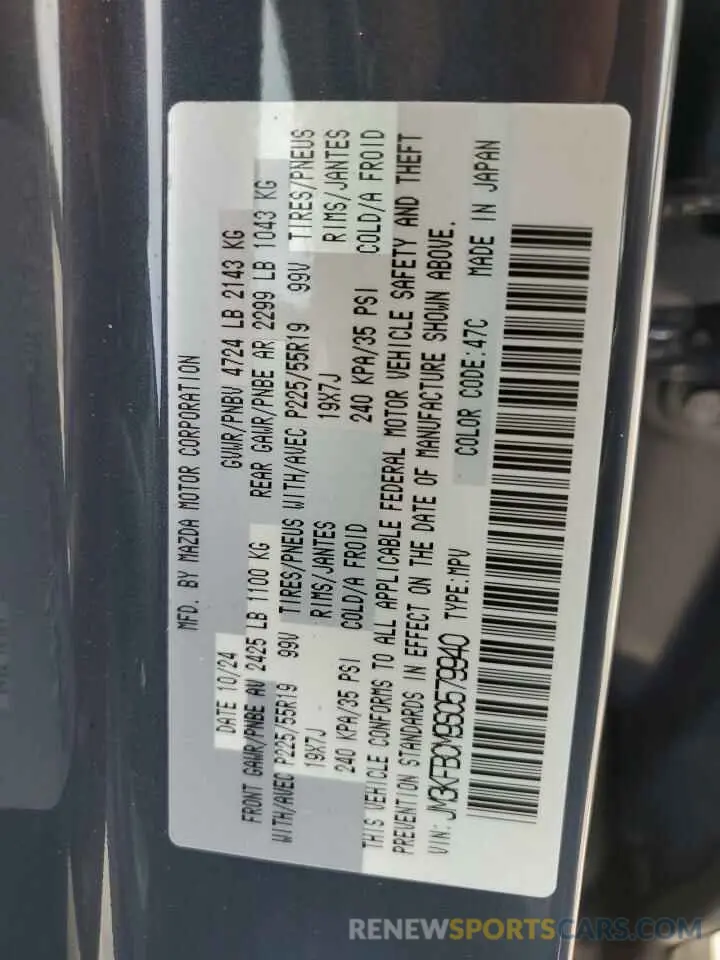 MFD. BY MAZDA MOTOR CORPORATION
DATE 10/24 GVWR/PNBV 4724 LB 2143 KG
FRONT GAWR/PNBE AV 2425 LB 1100 KG REAR GAWR/PNBE AR 2299 LB 1043 KG
WITH/AVEC P225/55R19 99V TIRES/PNEUS WITH/AVEC P225/55R19 99V TIRES/PNEUS
19X7J RIMS/JANTES 19X7J RIMS/JANTES
240 KPA/35 PSI COLD/A FROID 240 KPA/35 PSI COLD/A FROID
THIS VEHICLE CONFORMS TO ALL APPLICABLE FEDERAL MOTOR VEHICLE SAFETY AND THEFT
PREVENTION STANDARDS IN EFFECT ON THE DATE OF MANUFACTURE SHOWN ABOVE.
VIN: JM3KFBCM9S0579940 TYPE:MPV COLOR CODE:47C MADE IN JAPAN
RENEWSPORTSCARS.COM